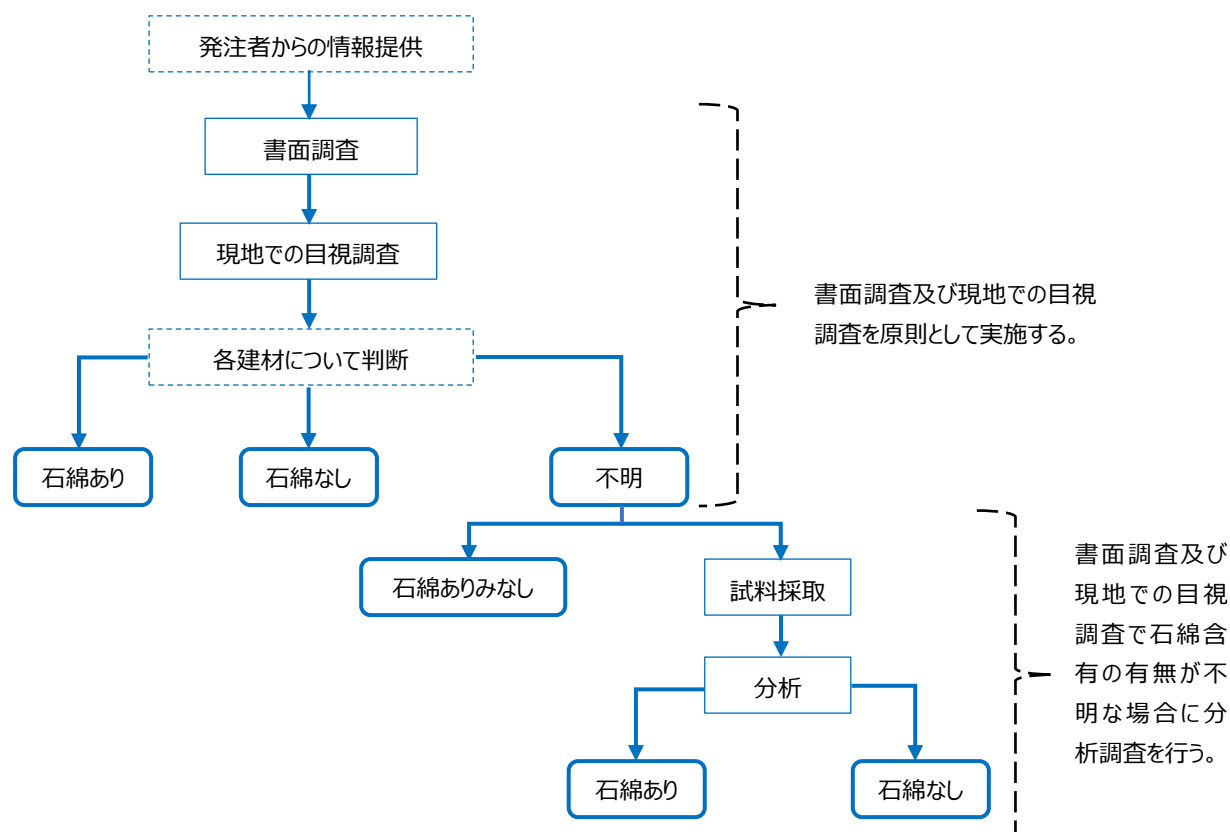 発注者からの情報提供
書面調査
現地での目視調査
書面調査及び現地での目視
調査を原則として実施する。
各建材について判断
石綿あり
石綿なし
不明
石綿ありみなし
試料採取
分析
石綿あり
石綿なし
書面調査及び
現地での目視
調査で石綿含
有の有無が不
明な場合に分
析調査を行う。